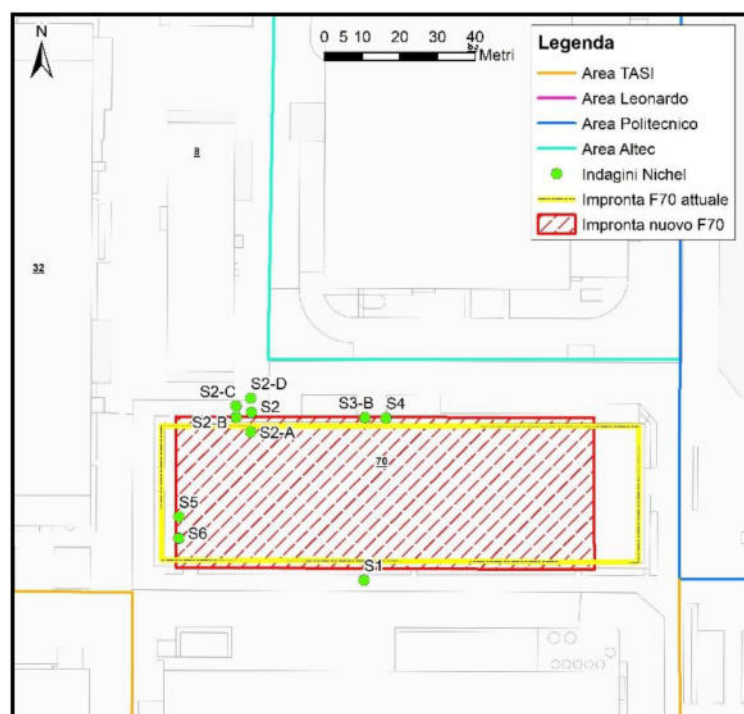 N
0 5 10 20 30 40
Metri
Legenda
Area TASI
Area Leonardo
Area Politecnico
Area Altec
Indagini Nichel
Impronta F70 attuale
Impronta nuovo F70
8
32
S2-D
S2-C
S2
S3-B
S4
S2-B
S2-A
70
S5
S6
S1